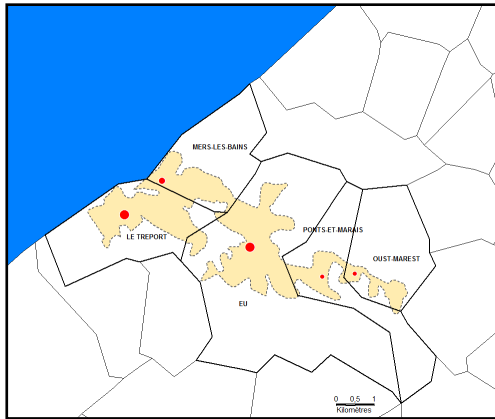 MERS-LES-BAINS
LE TREPORT
PONTS-ET-MARAIS
OUST-MAREST
EU
0 0,5 1
Kilomètres